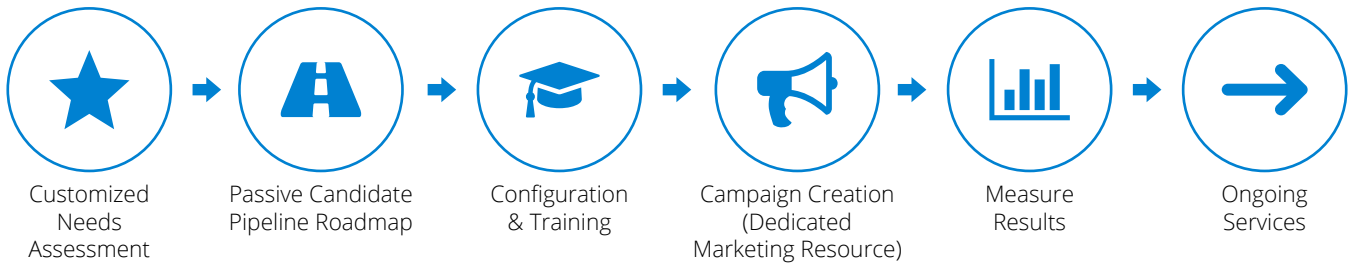 Customized
Needs
Assessment
Passive Candidate
Pipeline Roadmap
Configuration
& Training
Campaign Creation
(Dedicated
Marketing Resource)
Measure
Results
Ongoing
Services